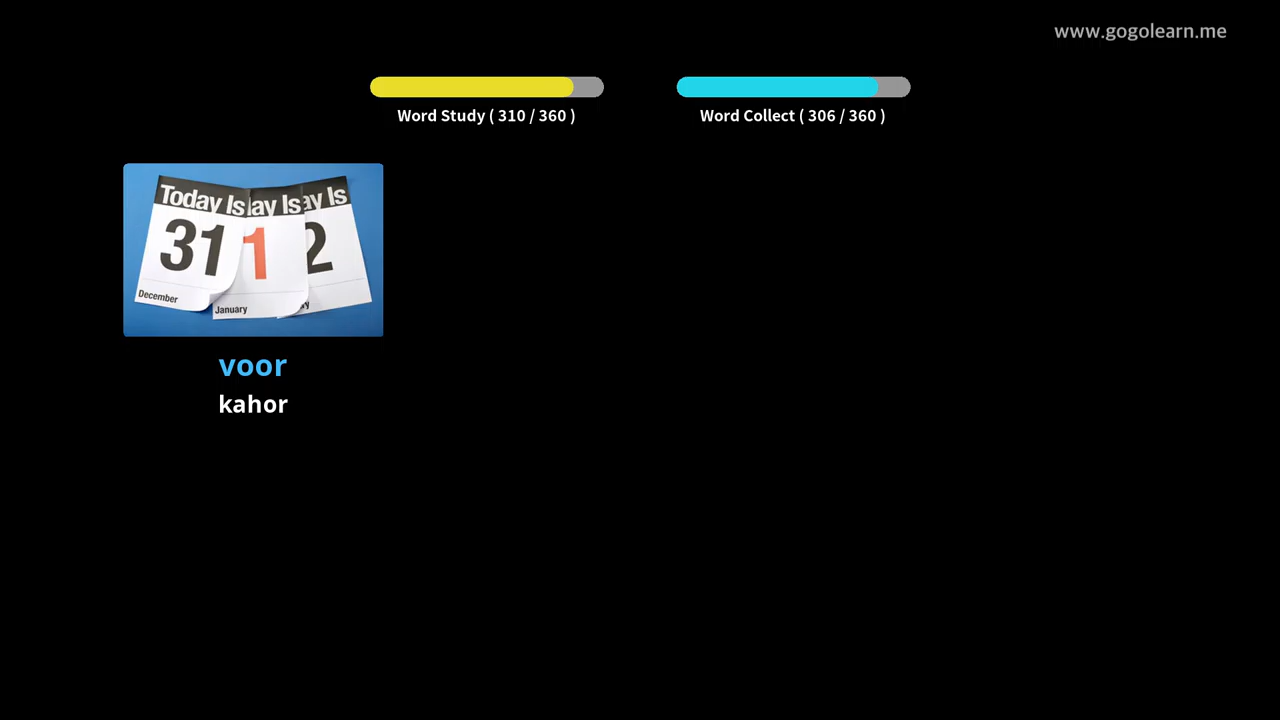 www.gogolearn.me
Word Study ( 310 / 360 )
Word Collect ( 306 / 360 )
Today Is
31
December
ay Is
1
January
ay Is
2
ry
voor
kahor